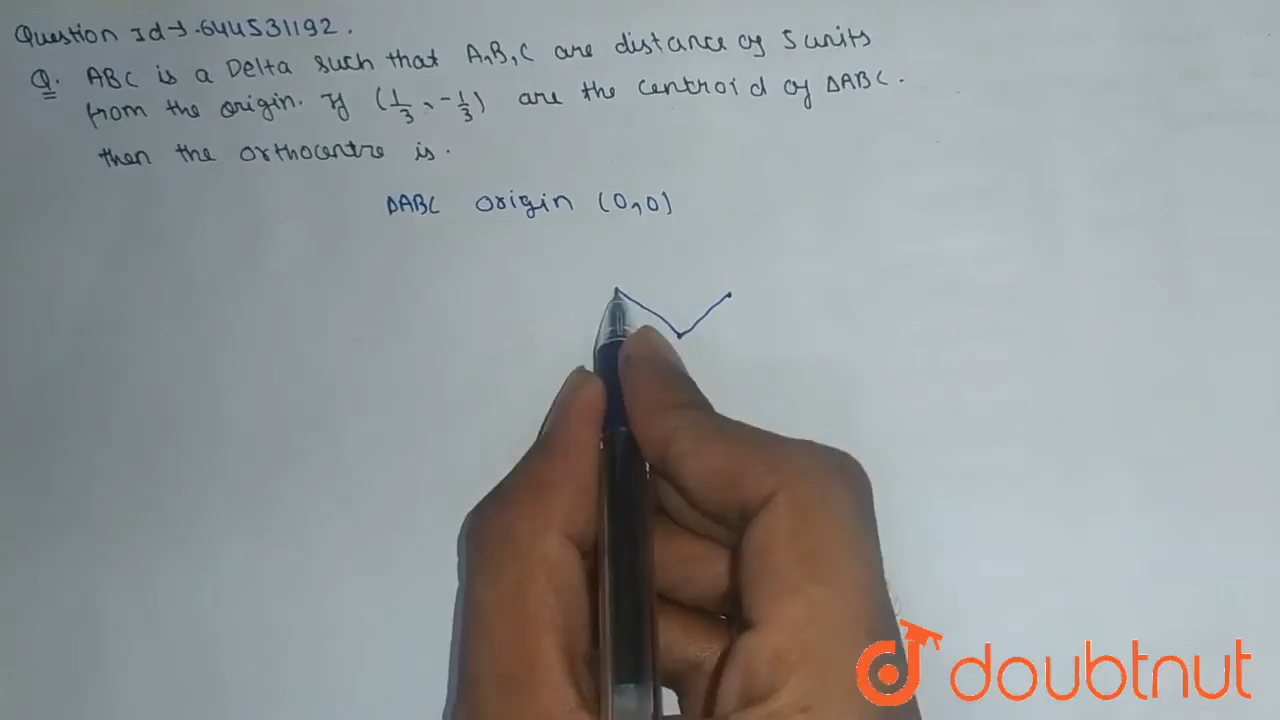 Question Id→.644531192.
Q. ABC is a Delta such that A,B,C are distance of 5 units
from the origin. If (1/3, -1/3) are the centroid of ΔABC.
then the orthocentre is.
ΔABC origin (0,0)
doubtnut